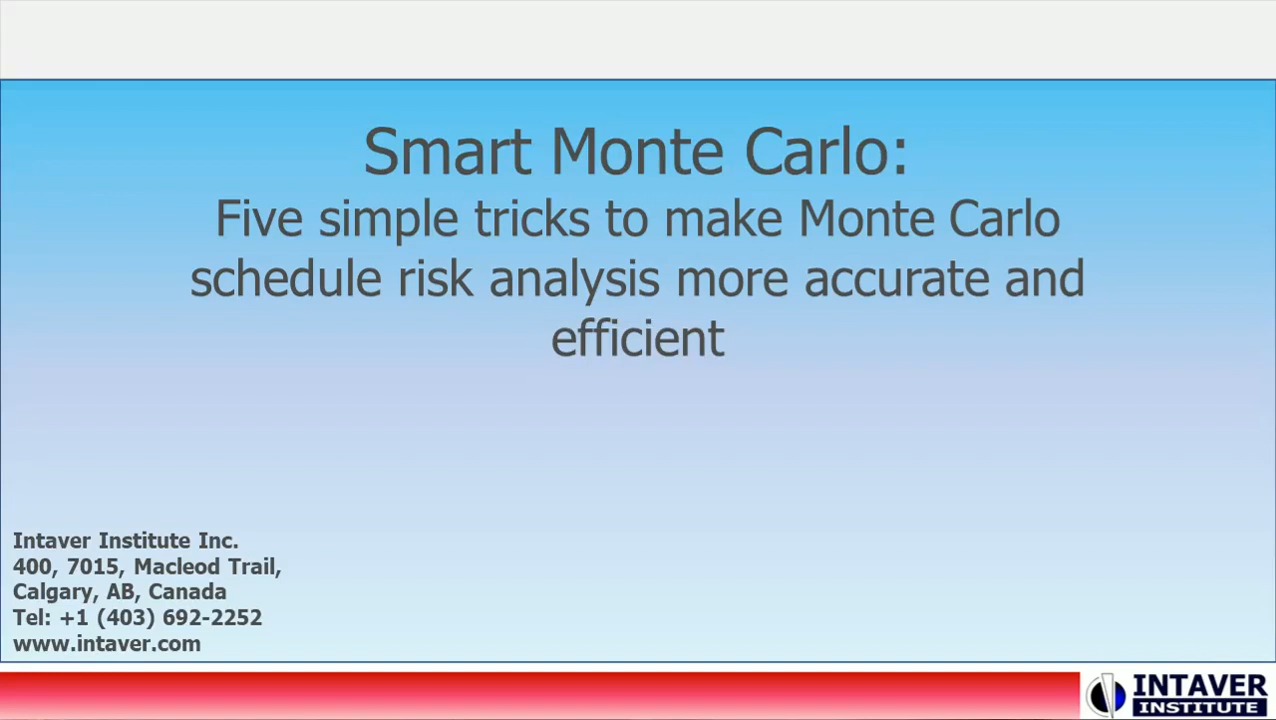 Smart Monte Carlo:
Five simple tricks to make Monte Carlo
schedule risk analysis more accurate and
efficient
Intaver Institute Inc.
400, 7015, Macleod Trail,
Calgary, AB, Canada
Tel: +1 (403) 692-2252
www.intaver.com
INTAVER
INSTITUTE